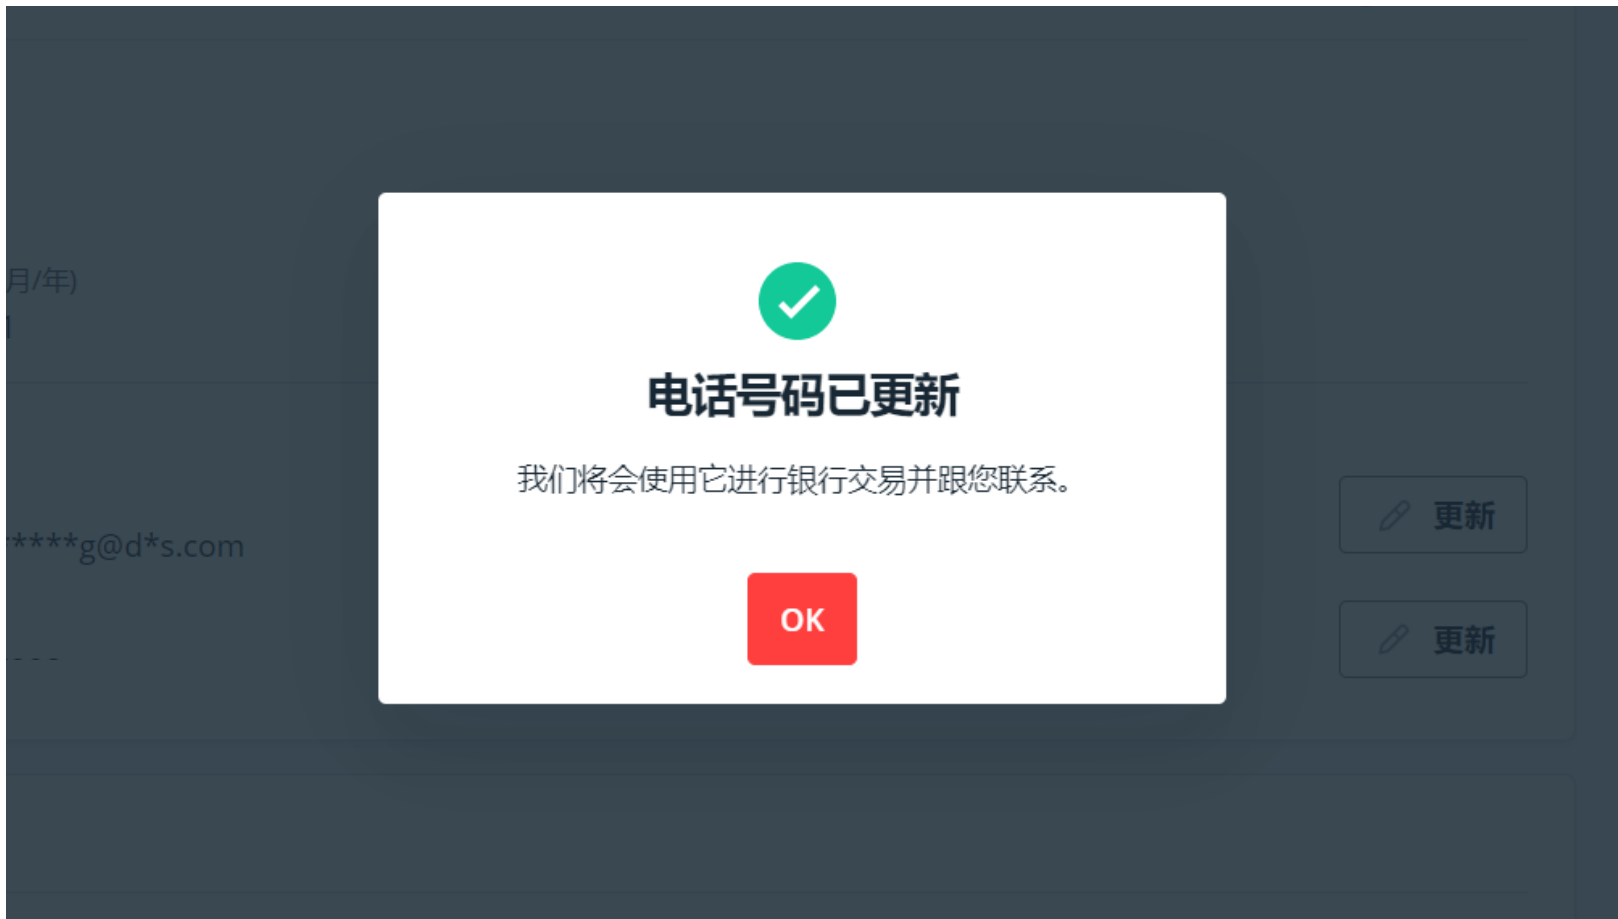 月/年)
电话号码已更新
我们将会使用它进行银行交易并跟您联系。
更新
*****g@d*s.com
OK
更新